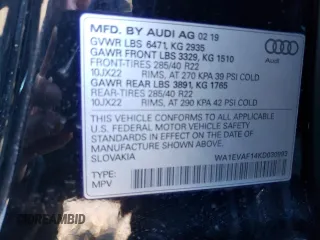 MFD. BY AUDI AG 02 19
GVWR LBS 6471, KG 2935
GAWR FRONT LBS 3329, KG 1510
FRONT-TIRES 285/40 R22
10JX22 RIMS, AT 270 KPA 39 PSI COLD
GAWR REAR LBS 3891, KG 1765
REAR-TIRES 285/40 R22
10JX22 RIMS, AT 290 KPA 42 PSI COLD
Audi
THIS VEHICLE CONFORMS TO ALL APPLICABLE
FEDERAL MOTOR VEHICLE SAFETY
STANDARDS IN EFFECT ON THE DATE OF
MANUFACTURE SHOWN ABOVE.
SLOVAKIA
TYPE:
MPV